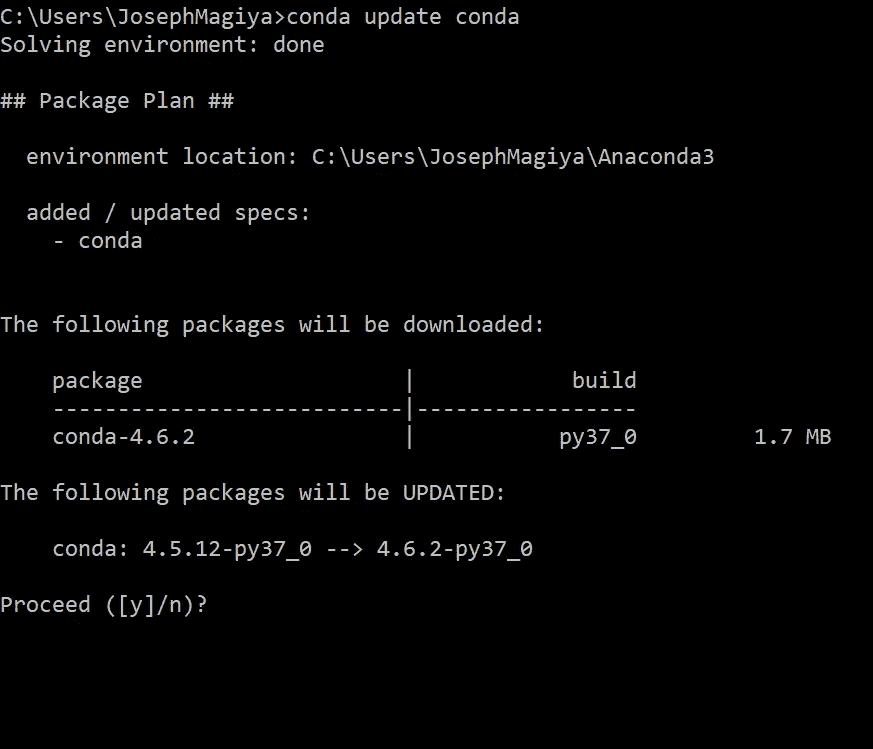 C:\Users\JosephMagiya>conda update conda
Solving environment: done
## Package Plan ##
environment location: C:\Users\JosephMagiya\Anaconda3
added / updated specs:
- conda
The following packages will be downloaded:
package | build
---------------------------|-----------------
conda-4.6.2 | py37_0 1.7 MB
The following packages will be UPDATED:
conda: 4.5.12-py37_0 --> 4.6.2-py37_0
Proceed ([y]/n)?